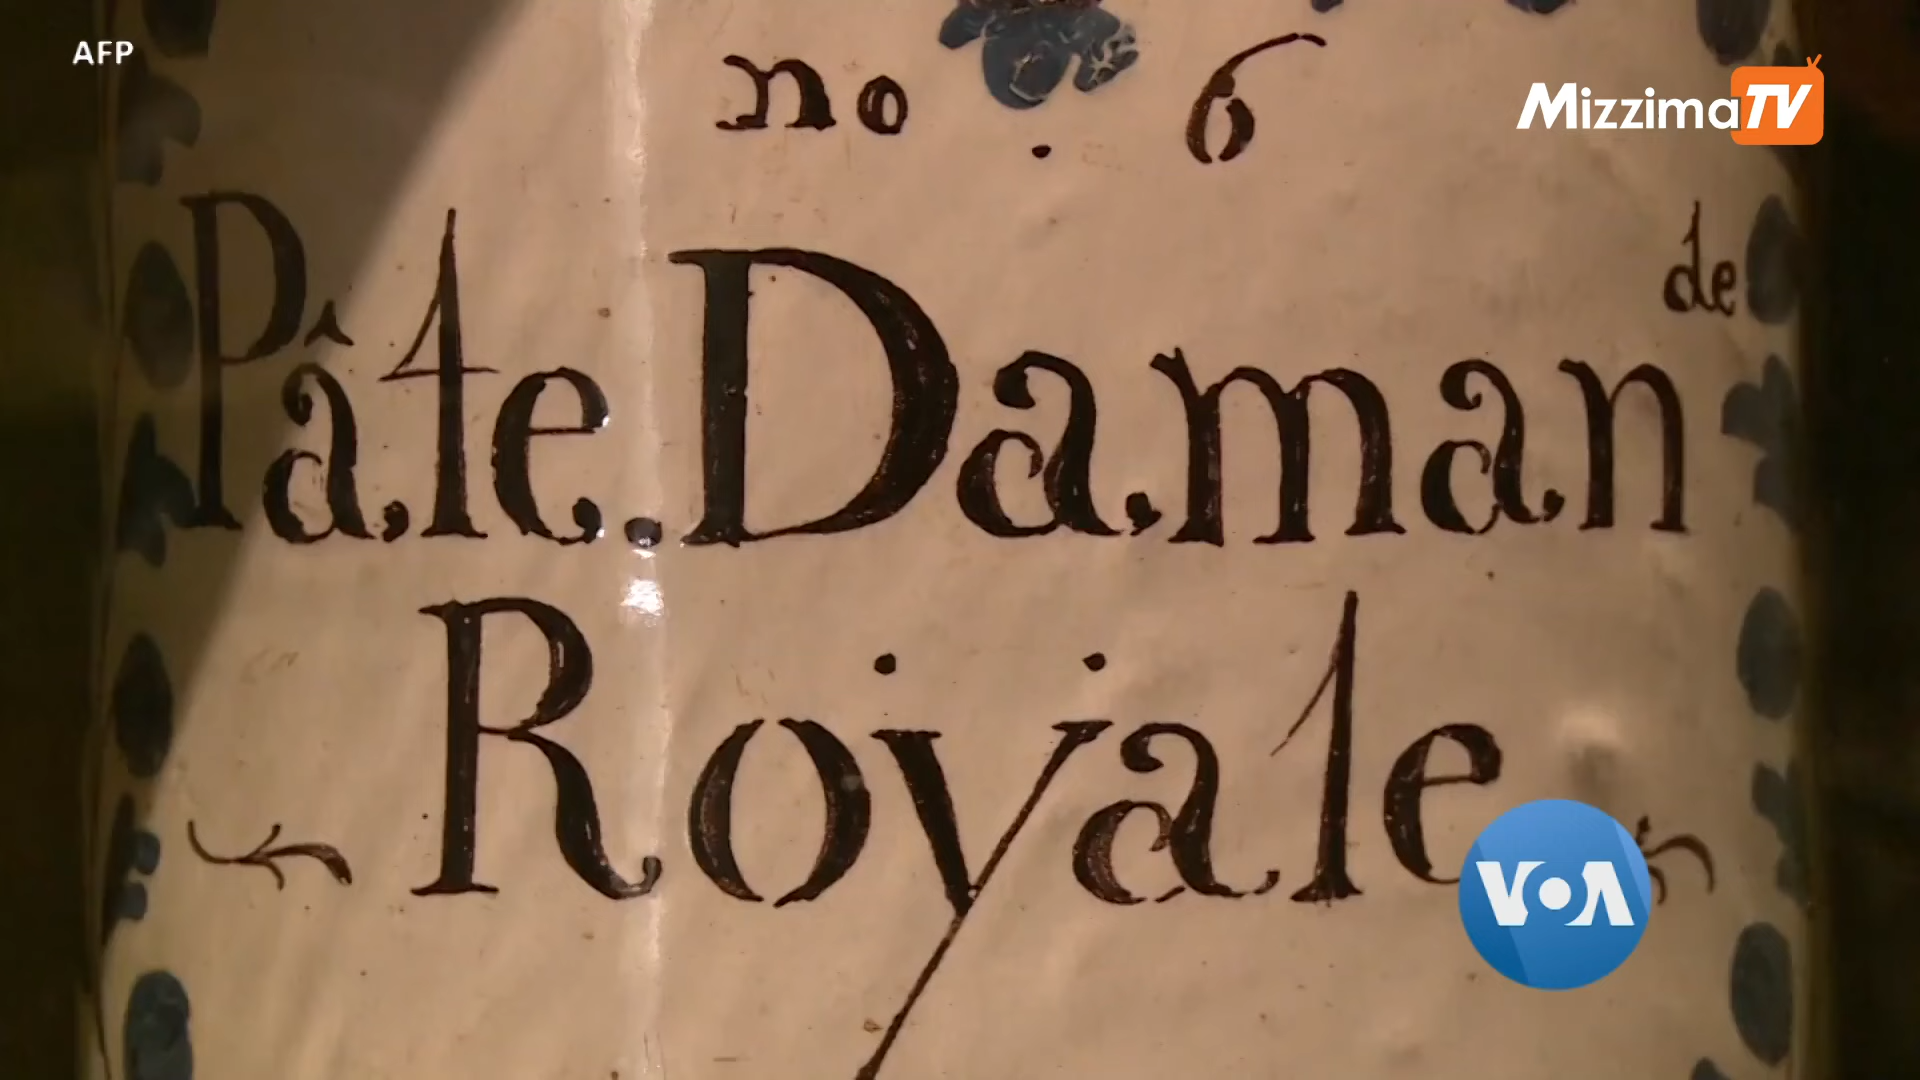 AFP
MizzimaTV
no . 6
de
Pâte.Daman
Royale
VOA